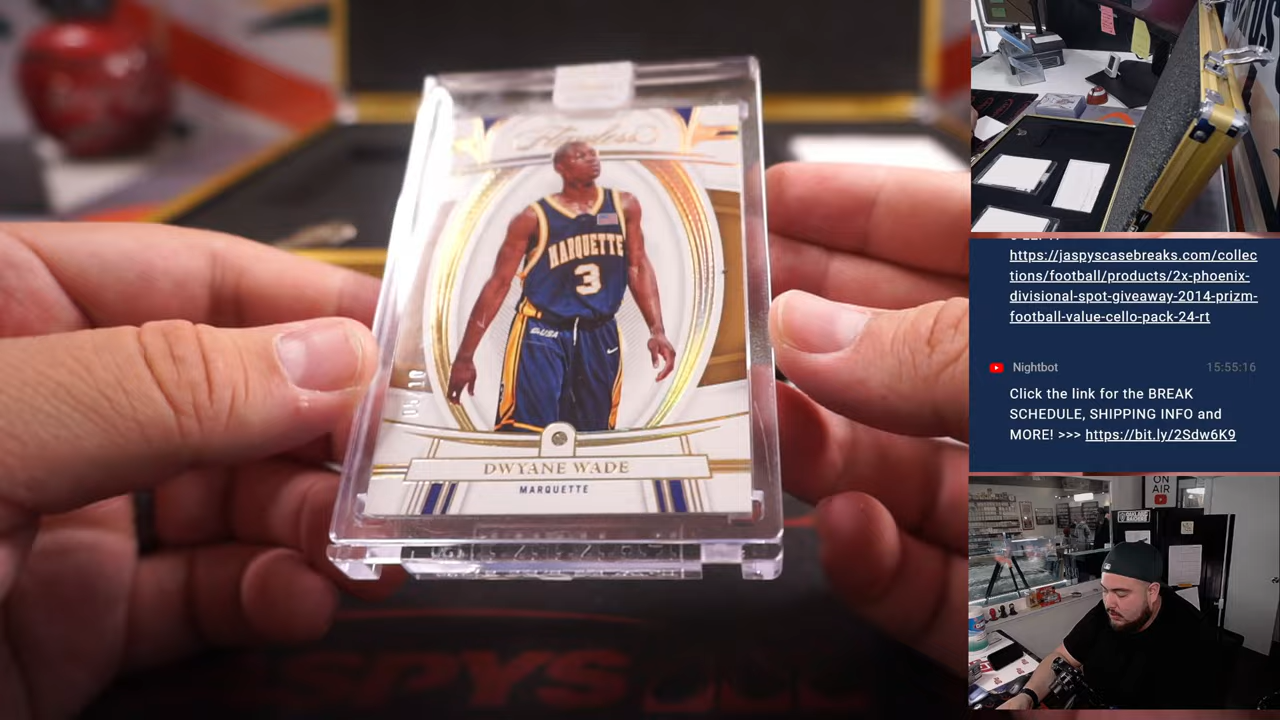 Flawless
MARQUETTE
3
USA
DWYANE WADE
MARQUETTE
https://jaspyscasebreaks.com/collec
tions/football/products/2x-phoenix-
divisional-spot-giveaway-2014-prizm-
football-value-cello-pack-24-rt
Nightbot
15:55:16
Click the link for the BREAK
SCHEDULE, SHIPPING INFO and
MORE! >>> https://bit.ly/2Sdw6K9
ON
AIR